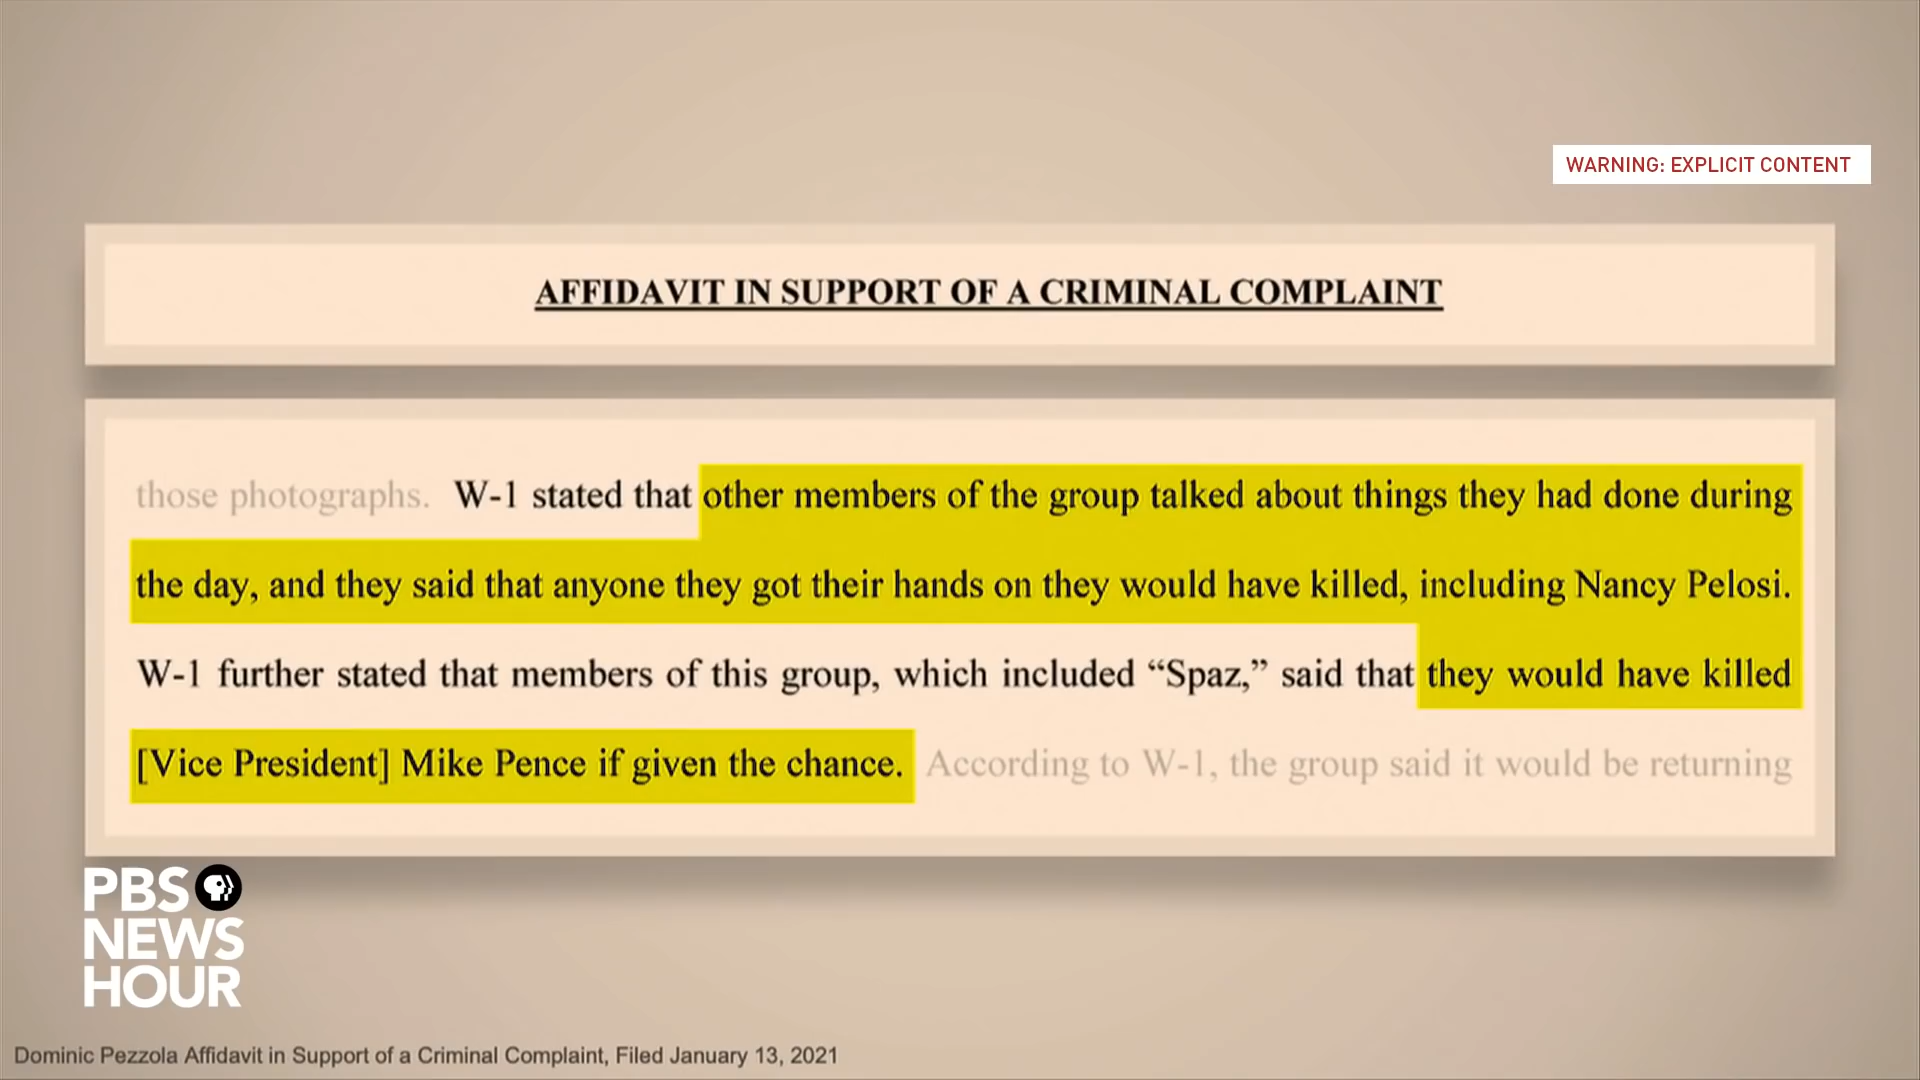 WARNING: EXPLICIT CONTENT
AFFIDAVIT IN SUPPORT OF A CRIMINAL COMPLAINT
those photographs. W-1 stated that other members of the group talked about things they had done during
the day, and they said that anyone they got their hands on they would have killed, including Nancy Pelosi.
W-1 further stated that members of this group, which included “Spaz,” said that they would have killed
[Vice President] Mike Pence if given the chance. According to W-1, the group said it would be returning
PBS
NEWS
HOUR
Dominic Pezzola Affidavit in Support of a Criminal Complaint, Filed January 13, 2021